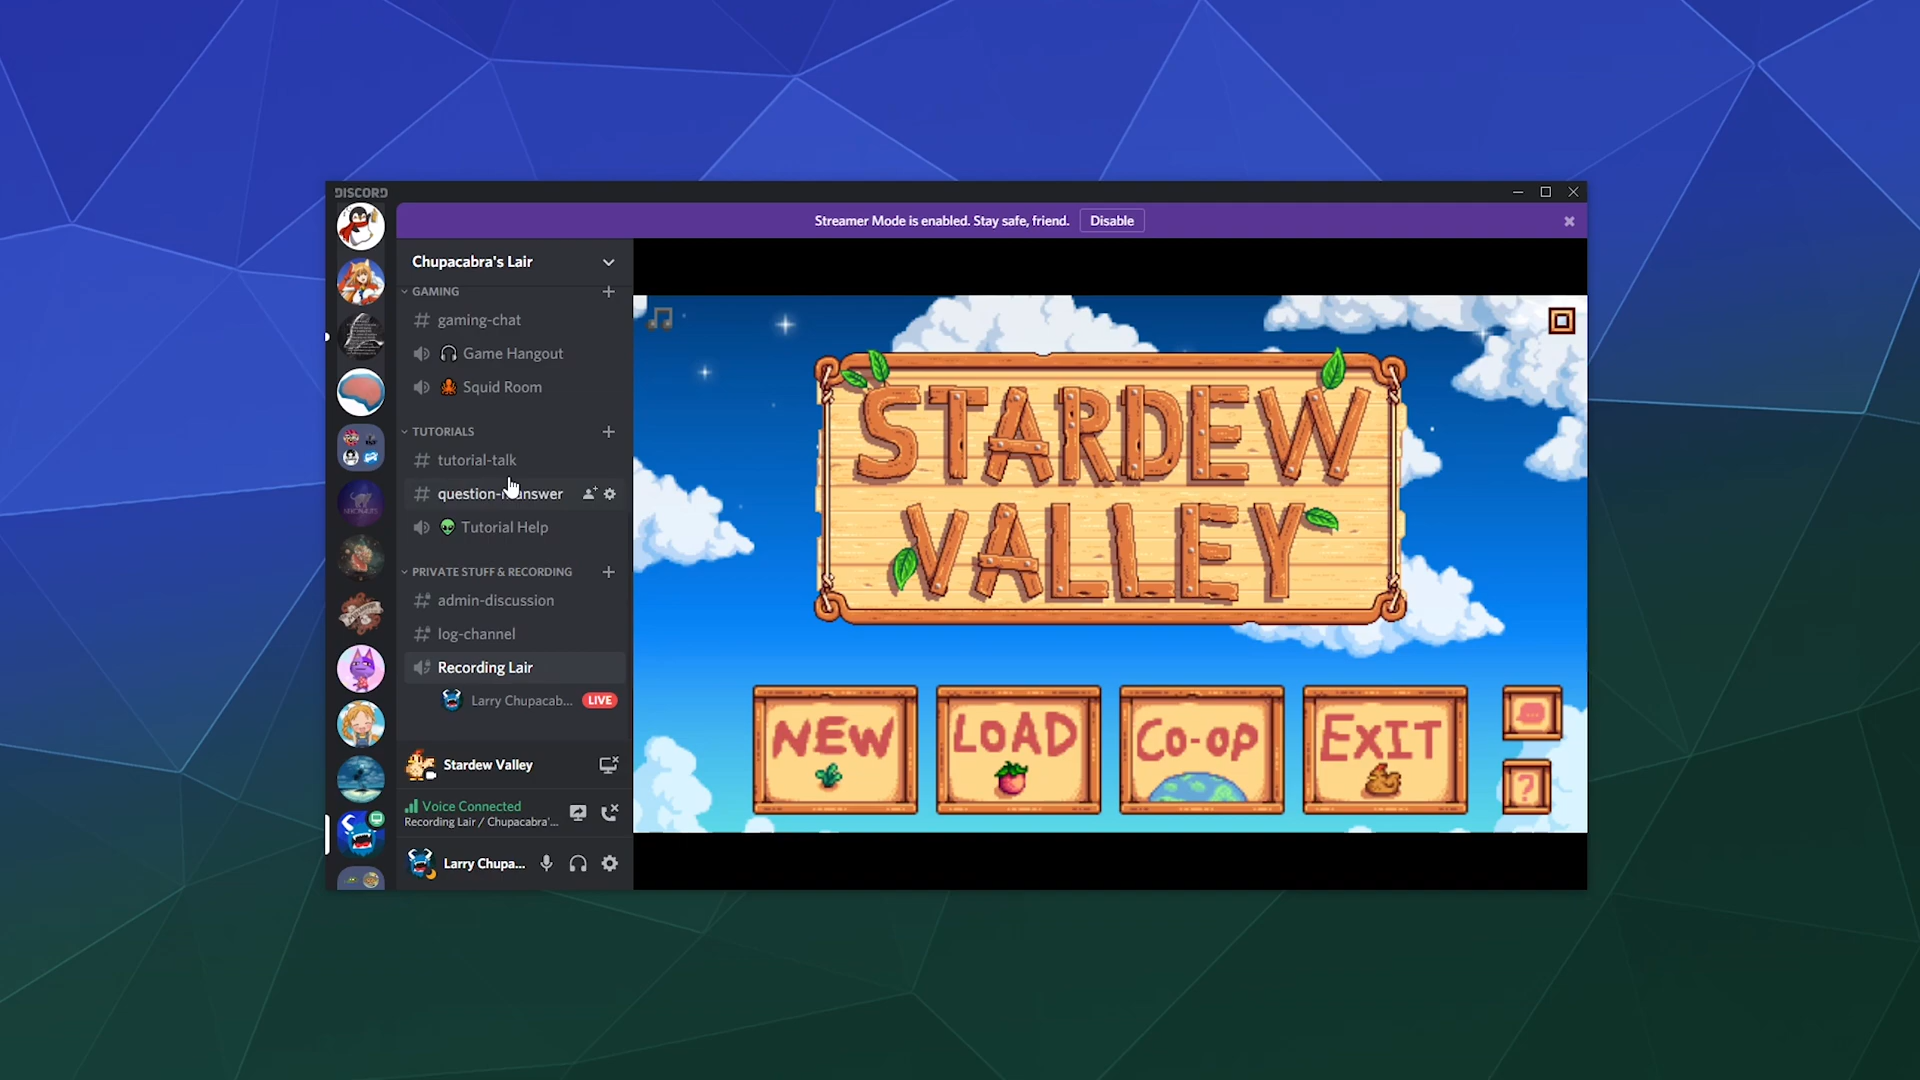 DISCORD
Streamer Mode is enabled. Stay safe, friend. Disable
Chupacabra's Lair
GAMING
gaming-chat
Game Hangout
Squid Room
TUTORIALS
tutorial-talk
Tutorial Help
PRIVATE STUFF & RECORDING
admin-discussion
log-channel
Recording Lair
Larry Chupacab... LIVE
Stardew Valley
Voice Connected
Recording Lair / Chupacabra'...
Larry Chupa...
STARDEW
VALLEY
NEW
LOAD
Co-op
EXIT
?